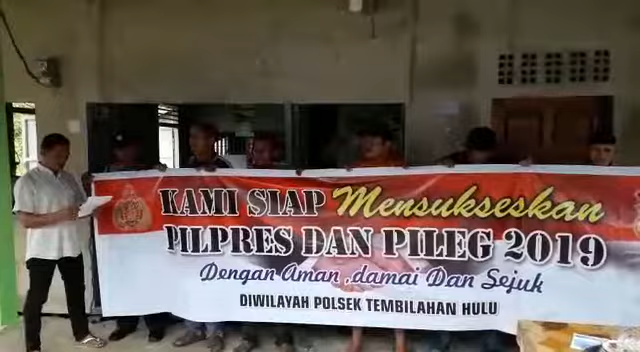 KAMI SIAP Mensukseskan
PILPRES DAN PILEG 2019
Dengan Aman ,damai Dan Sejuk
DIWILAYAH POLSEK TEMBILAHAN HULU